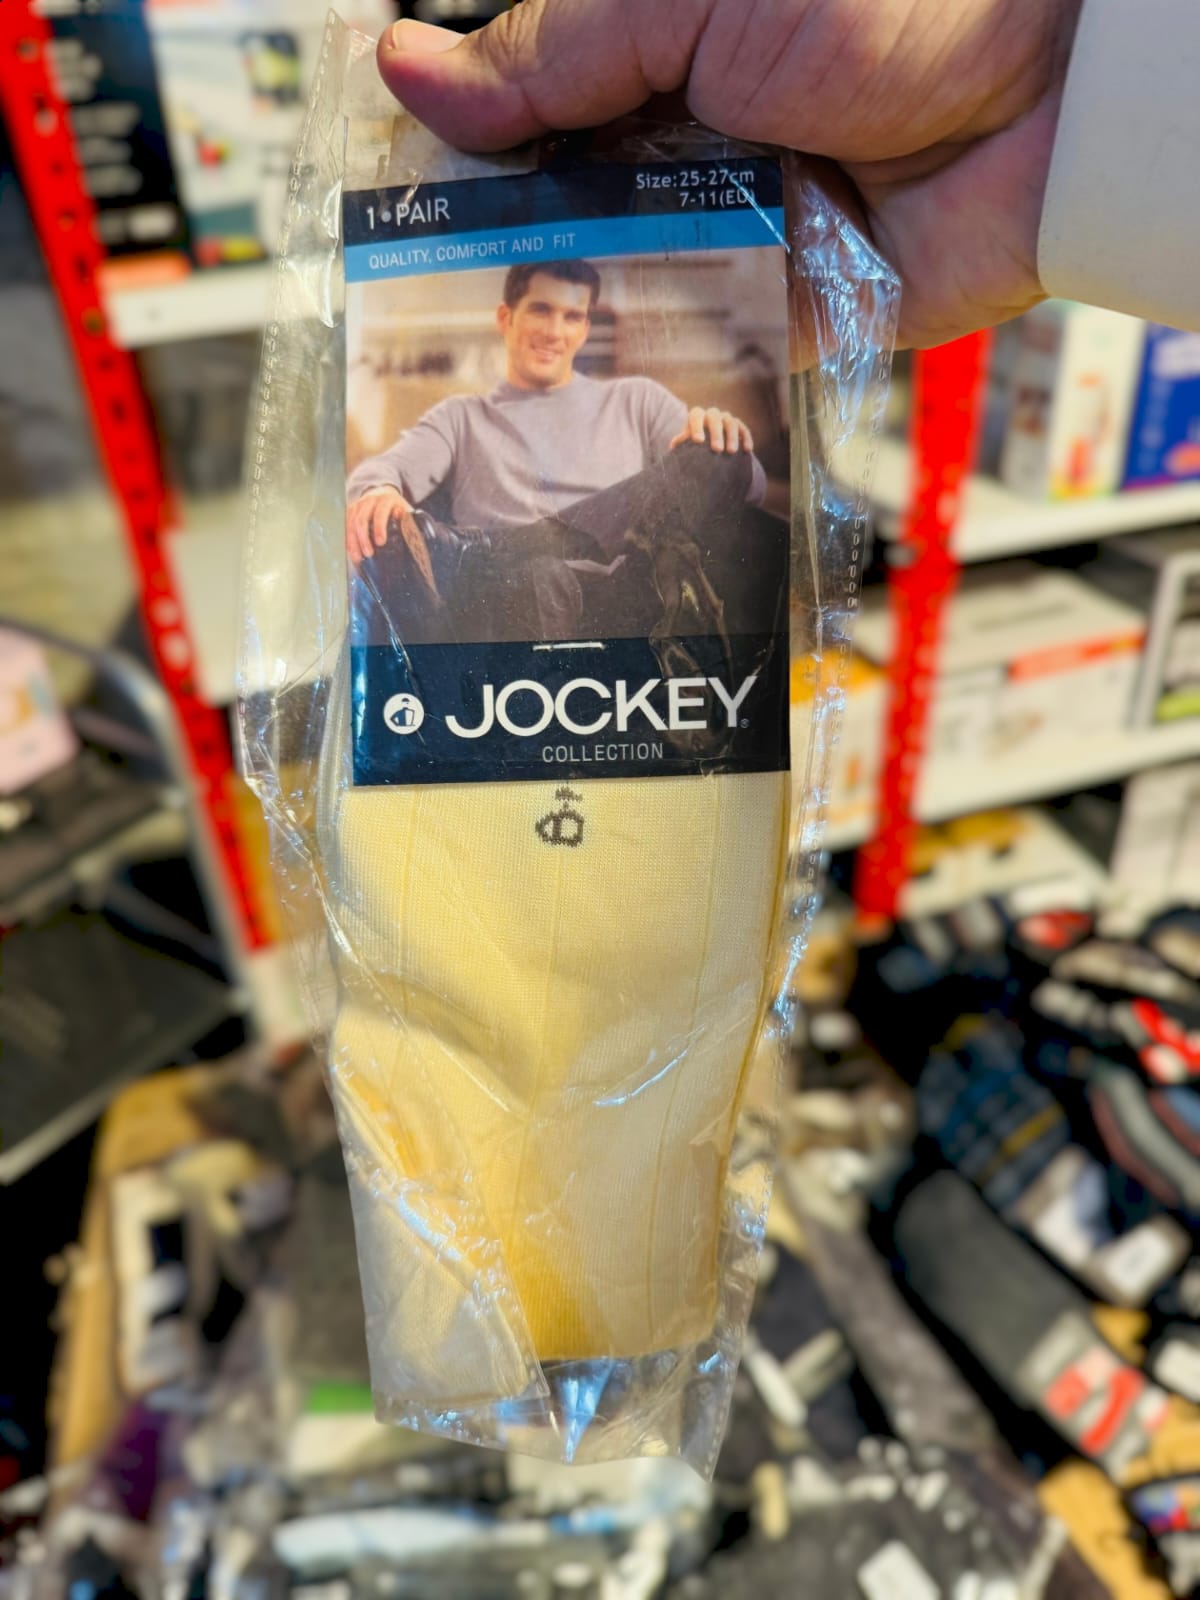 Size:25-27cm
7-11(EU)
1•PAIR
QUALITY, COMFORT AND FIT
JOCKEY®
COLLECTION